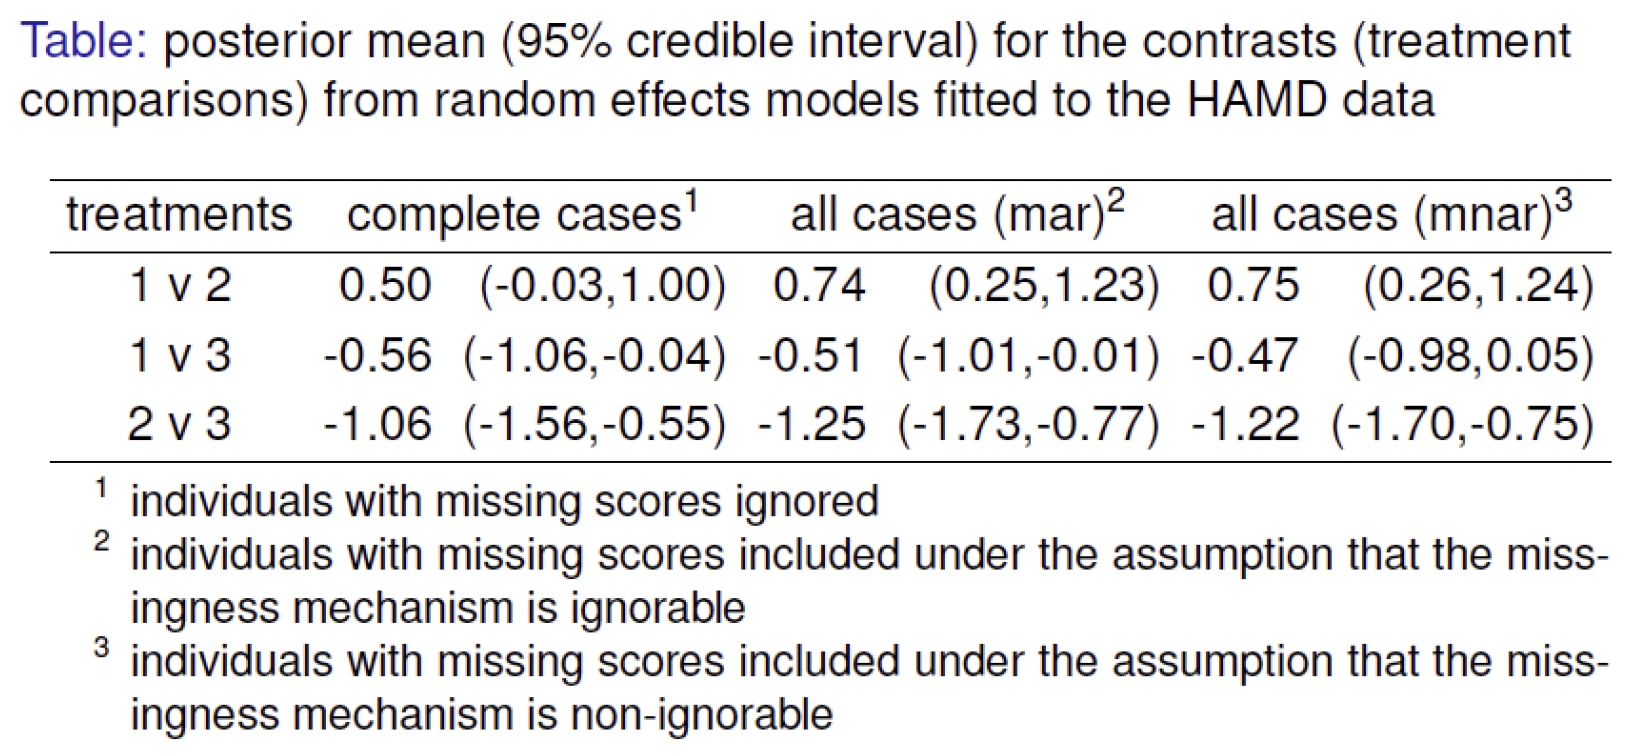 Table: posterior mean (95% credible interval) for the contrasts (treatment
comparisons) from random effects models fitted to the HAMD data
treatments complete cases¹ all cases (mar)² all cases (mnar)³
1 v 2 0.50 (-0.03,1.00) 0.74 (0.25,1.23) 0.75 (0.26,1.24)
1 v 3 -0.56 (-1.06,-0.04) -0.51 (-1.01,-0.01) -0.47 (-0.98,0.05)
2 v 3 -1.06 (-1.56,-0.55) -1.25 (-1.73,-0.77) -1.22 (-1.70,-0.75)
¹ individuals with missing scores ignored
² individuals with missing scores included under the assumption that the miss-
ingness mechanism is ignorable
³ individuals with missing scores included under the assumption that the miss-
ingness mechanism is non-ignorable